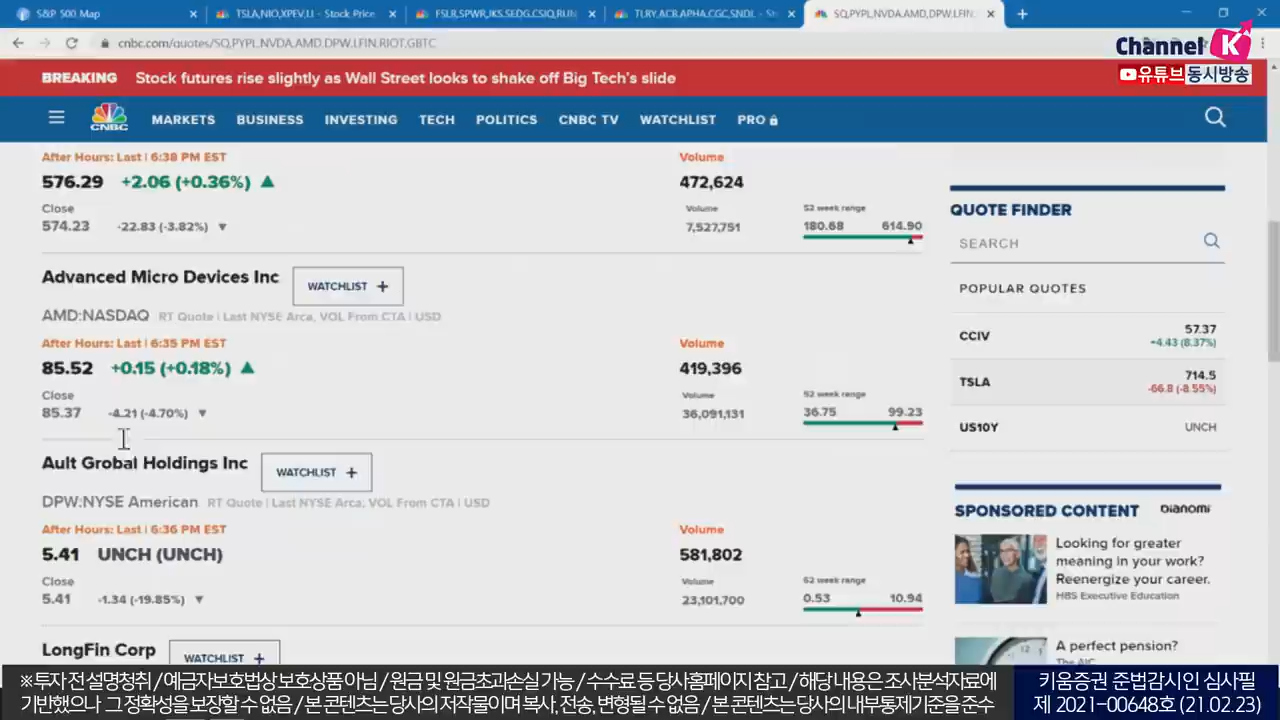 S&P 500 Map
TSLA,NIO,XPEV,LI - Stock Price
FSLR,SPWR,JKS,SEDG,CSIQ,RUN
TLRY,ACB,APHA,CGC,SNDL - St
SQ,PYPL,NVDA,AMD,DPW,LFIN
cnbc.com/quotes/SQ,PYPL,NVDA,AMD,DPW,LFIN,RIOT,GBTC
Channel K
유튜브 동시방송
BREAKING Stock futures rise slightly as Wall Street looks to shake off Big Tech's slide
CNBC MARKETS BUSINESS INVESTING TECH POLITICS CNBC TV WATCHLIST PRO
After Hours: Last | 6:38 PM EST Volume
576.29 +2.06 (+0.36%) 472,624
Close Volume 52 week range
574.23 -22.83 (-3.82%) 7,527,751 180.68 614.90
Advanced Micro Devices Inc WATCHLIST +
AMD:NASDAQ RT Quote | Last NYSE Arca, VOL From CTA | USD
After Hours: Last | 6:35 PM EST Volume
85.52 +0.15 (+0.18%) 419,396
Close Volume 52 week range
85.37 -4.21 (-4.70%) 36,091,131 36.75 99.23
Ault Grobal Holdings Inc WATCHLIST +
DPW:NYSE American RT Quote | Last NYSE Arca, VOL From CTA | USD
After Hours: Last | 6:36 PM EST Volume
5.41 UNCH (UNCH) 581,802
Close Volume 52 week range
5.41 -1.34 (-19.85%) 23,101,700 0.53 10.94
LongFin Corp WATCHLIST +
QUOTE FINDER
SEARCH
POPULAR QUOTES
CCIV 57.37
+4.43 (8.37%)
TSLA 714.5
-66.8 (-8.55%)
US10Y UNCH
SPONSORED CONTENT bianomi
Looking for greater
meaning in your work?
Reenergize your career.
HBS Executive Education
A perfect pension?
The AIC
※투자 전 설명청취 / 예금자보호법상 보호상품 아님 / 원금 및 원금초과손실 가능 / 수수료 등 당사홈페이지 참고 / 해당 내용은 조사분석자료에
기반했으나 그 정확성을 보장할 수 없음 / 본 콘텐츠는 당사의 저작물이며 복사, 전송, 변형될 수 없음 / 본 콘텐츠는 당사의 내부통제기준을 준수
키움증권 준법감시인 심사필
제 2021-00648호 (21.02.23)